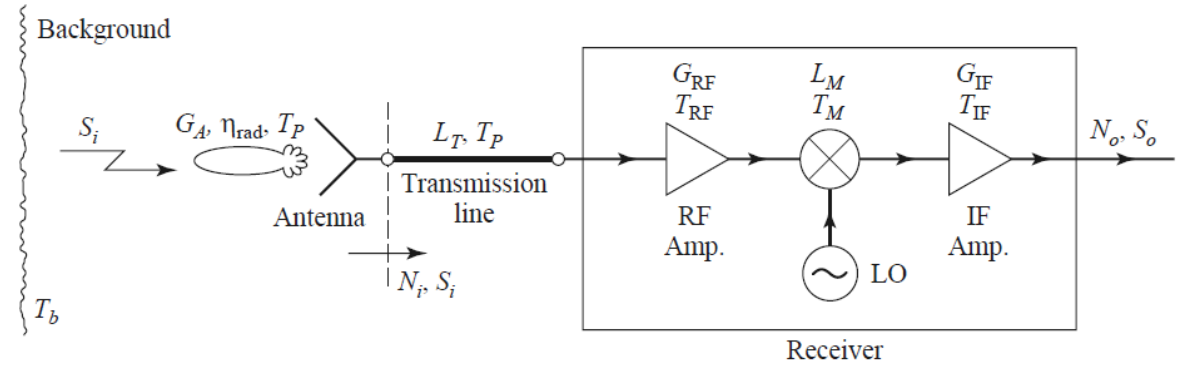 Background
S_i
G_A, η_rad, T_P
Antenna
L_T, T_P
Transmission
line
N_i, S_i
G_RF
T_RF
RF
Amp.
L_M
T_M
LO
G_IF
T_IF
IF
Amp.
N_o, S_o
Receiver
T_b